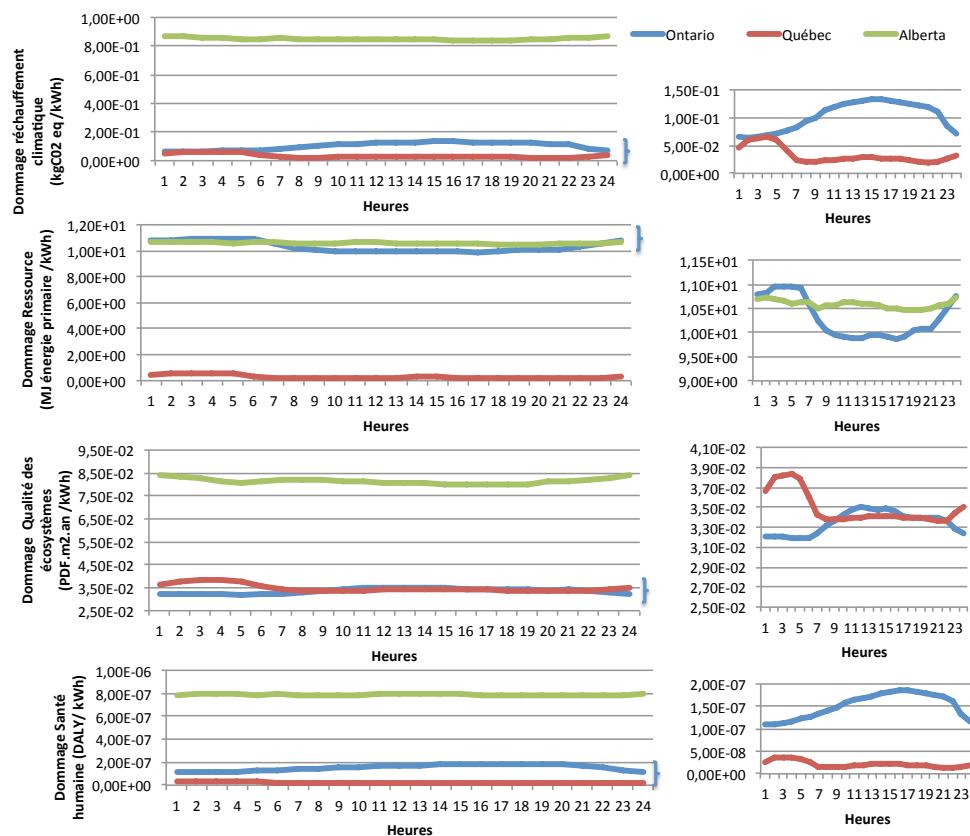 Dommage réchauffement
climatique
(kgCO2 eq /kWh)
1,00E+00
8,00E-01
6,00E-01
4,00E-01
2,00E-01
0,00E+00
1 2 3 4 5 6 7 8 9 10 11 12 13 14 15 16 17 18 19 20 21 22 23 24
Heures
Ontario Québec Alberta
1,50E-01
1,00E-01
5,00E-02
0,00E+00
1 3 5 7 9 11 13 15 17 19 21 23
Heures
Dommage Ressource
(MJ énergie primaire /kWh)
1,20E+01
1,00E+01
8,00E+00
6,00E+00
4,00E+00
2,00E+00
0,00E+00
1 2 3 4 5 6 7 8 9 10 11 12 13 14 15 16 17 18 19 20 21 22 23 24
Heures
1,15E+01
1,10E+01
1,05E+01
1,00E+01
9,50E+00
9,00E+00
1 3 5 7 9 11 13 15 17 19 21 23
Heures
Dommage Qualité des
écosystèmes
(PDF.m2.an /kWh)
9,50E-02
8,50E-02
7,50E-02
6,50E-02
5,50E-02
4,50E-02
3,50E-02
2,50E-02
1 2 3 4 5 6 7 8 9 10 11 12 13 14 15 16 17 18 19 20 21 22 23 24
Heures
4,10E-02
3,90E-02
3,70E-02
3,50E-02
3,30E-02
3,10E-02
2,90E-02
2,70E-02
2,50E-02
1 3 5 7 9 11 13 15 17 19 21 23
Heures
Dommage Santé
humaine (DALY/ kWh)
1,00E-06
8,00E-07
6,00E-07
4,00E-07
2,00E-07
0,00E+00
1 2 3 4 5 6 7 8 9 10 11 12 13 14 15 16 17 18 19 20 21 22 23 24
Heures
2,00E-07
1,50E-07
1,00E-07
5,00E-08
0,00E+00
1 3 5 7 9 11 13 15 17 19 21 23
Heures